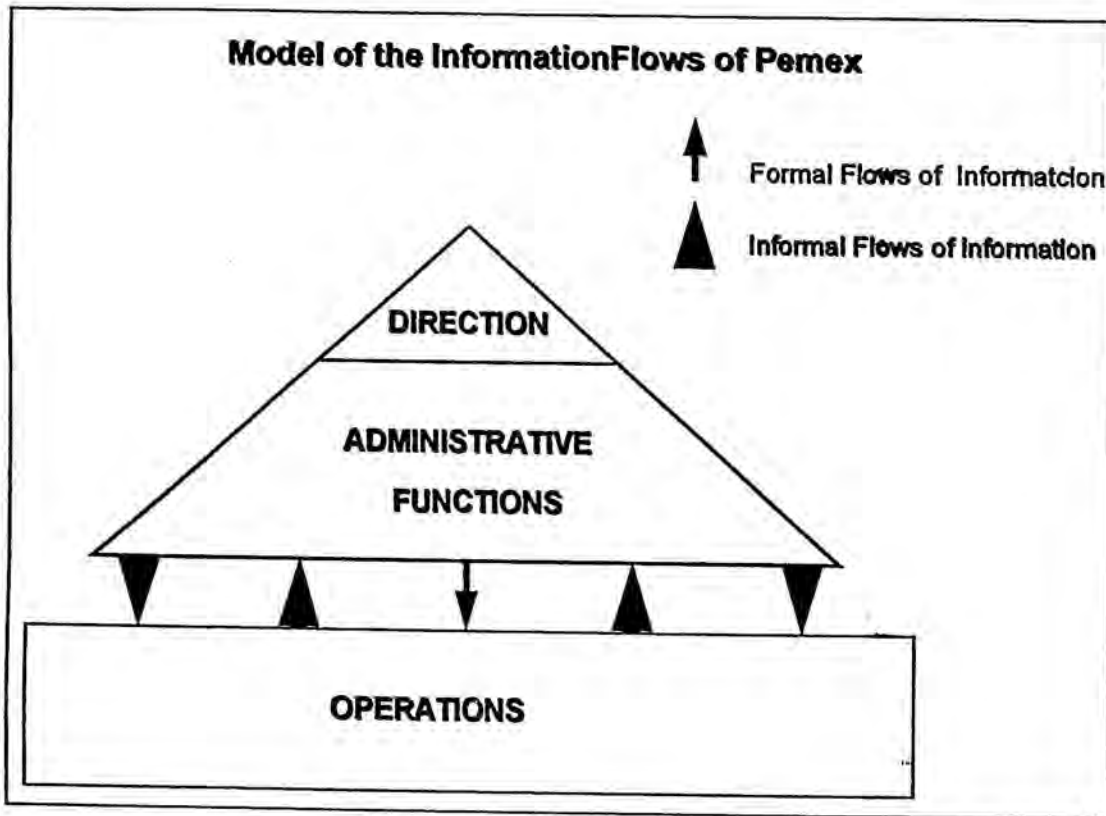 Model of the InformationFlows of Pemex
Formal Flows of Informatcion
Informal Flows of Information
DIRECTION
ADMINISTRATIVE
FUNCTIONS
OPERATIONS